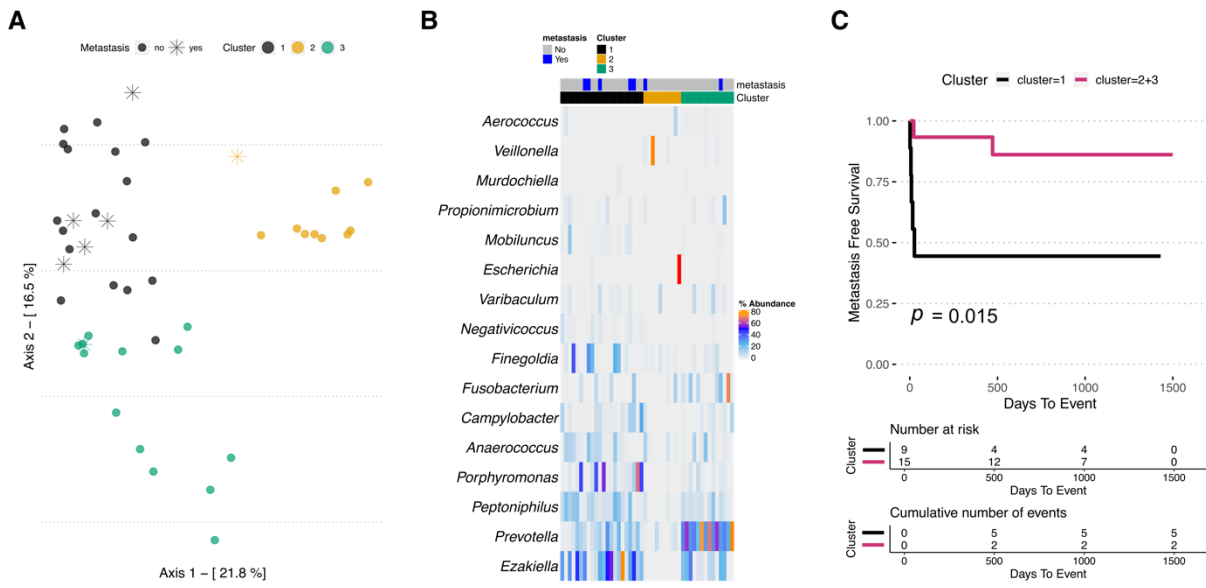 A
Metastasis no yes Cluster 1 2 3
Axis 2 – [ 16.5 %]
Axis 1 – [ 21.8 %]
B
metastasis
No
Yes
Cluster
1
2
3
metastasis
Cluster
Aerococcus
Veillonella
Murdochiella
Propionimicrobium
Mobiluncus
Escherichia
Varibaculum
Negativicoccus
Finegoldia
Fusobacterium
Campylobacter
Anaerococcus
Porphyromonas
Peptoniphilus
Prevotella
Ezakiella
% Abundance
80
60
40
20
0
C
Cluster cluster=1 cluster=2+3
Metastasis Free Survival
1.00
0.75
0.50
0.25
0.00
p = 0.015
0 500 1000 1500
Days To Event
Number at risk
Cluster
9 4 4 0
15 12 7 0
0 500 1000 1500
Days To Event
Cumulative number of events
Cluster
0 5 5 5
0 2 2 2
0 500 1000 1500
Days To Event